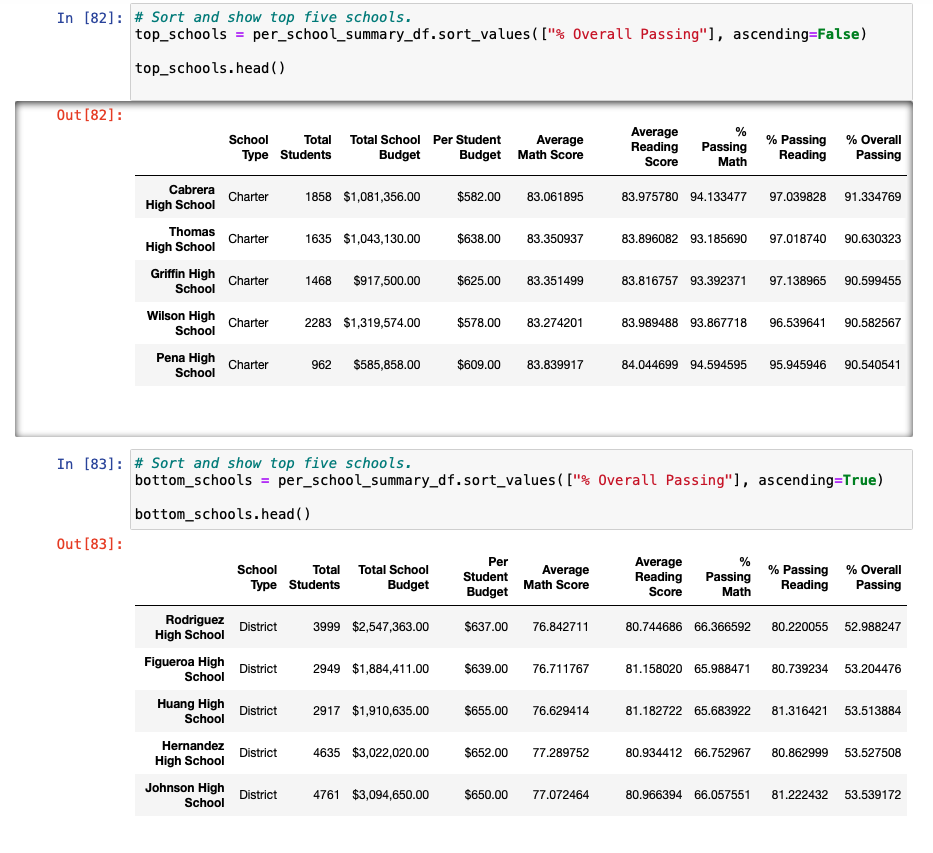 In [82]: # Sort and show top five schools.
top_schools = per_school_summary_df.sort_values(["% Overall Passing"], ascending=False)
top_schools.head()
Out[82]:
School Type Total Students Total School Budget Per Student Budget Average Math Score Average Reading Score % Passing Math % Passing Reading % Overall Passing
Cabrera High School Charter 1858 $1,081,356.00 $582.00 83.061895 83.975780 94.133477 97.039828 91.334769
Thomas High School Charter 1635 $1,043,130.00 $638.00 83.350937 83.896082 93.185690 97.018740 90.630323
Griffin High School Charter 1468 $917,500.00 $625.00 83.351499 83.816757 93.392371 97.138965 90.599455
Wilson High School Charter 2283 $1,319,574.00 $578.00 83.274201 83.989488 93.867718 96.539641 90.582567
Pena High School Charter 962 $585,858.00 $609.00 83.839917 84.044699 94.594595 95.945946 90.540541
In [83]: # Sort and show top five schools.
bottom_schools = per_school_summary_df.sort_values(["% Overall Passing"], ascending=True)
bottom_schools.head()
Out[83]:
School Type Total Students Total School Budget Per Student Budget Average Math Score Average Reading Score % Passing Math % Passing Reading % Overall Passing
Rodriguez High School District 3999 $2,547,363.00 $637.00 76.842711 80.744686 66.366592 80.220055 52.988247
Figueroa High School District 2949 $1,884,411.00 $639.00 76.711767 81.158020 65.988471 80.739234 53.204476
Huang High School District 2917 $1,910,635.00 $655.00 76.629414 81.182722 65.683922 81.316421 53.513884
Hernandez High School District 4635 $3,022,020.00 $652.00 77.289752 80.934412 66.752967 80.862999 53.527508
Johnson High School District 4761 $3,094,650.00 $650.00 77.072464 80.966394 66.057551 81.222432 53.539172